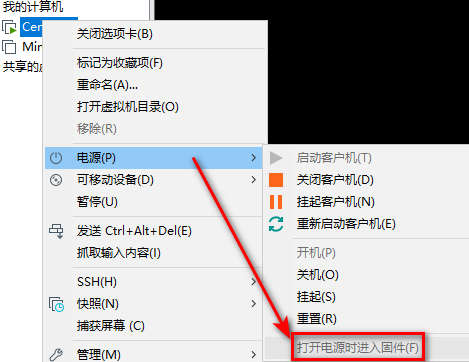 我的计算机
Cen
Min
共享的虚
关闭选项卡(B)
标记为收藏项(F)
重命名(A)...
打开虚拟机目录(O)
移除(R)
电源(P)
可移动设备(D)
暂停(U)
发送 Ctrl+Alt+Del(E)
抓取输入内容(I)
SSH(H)
快照(N)
捕获屏幕 (C)
管理(M)
启动客户机(T)
关闭客户机(D)
挂起客户机(N)
重新启动客户机(E)
开机(P)
关机(O)
挂起(S)
重置(R)
打开电源时进入固件(F)